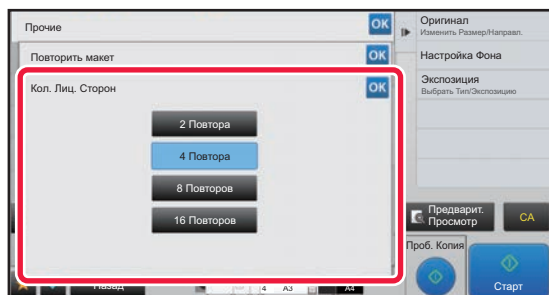 Прочие
OK
Повторить макет
OK
Кол. Лиц. Сторон
OK
2 Повтора
4 Повтора
8 Повторов
16 Повторов
Назад
4 A3
A4
Оригинал
Изменить Размер/Направл.
Настройка Фона
Экспозиция
Выбрать Тип/Экспозицию
Предварит.
Просмотр
CA
Проб. Копия
Старт